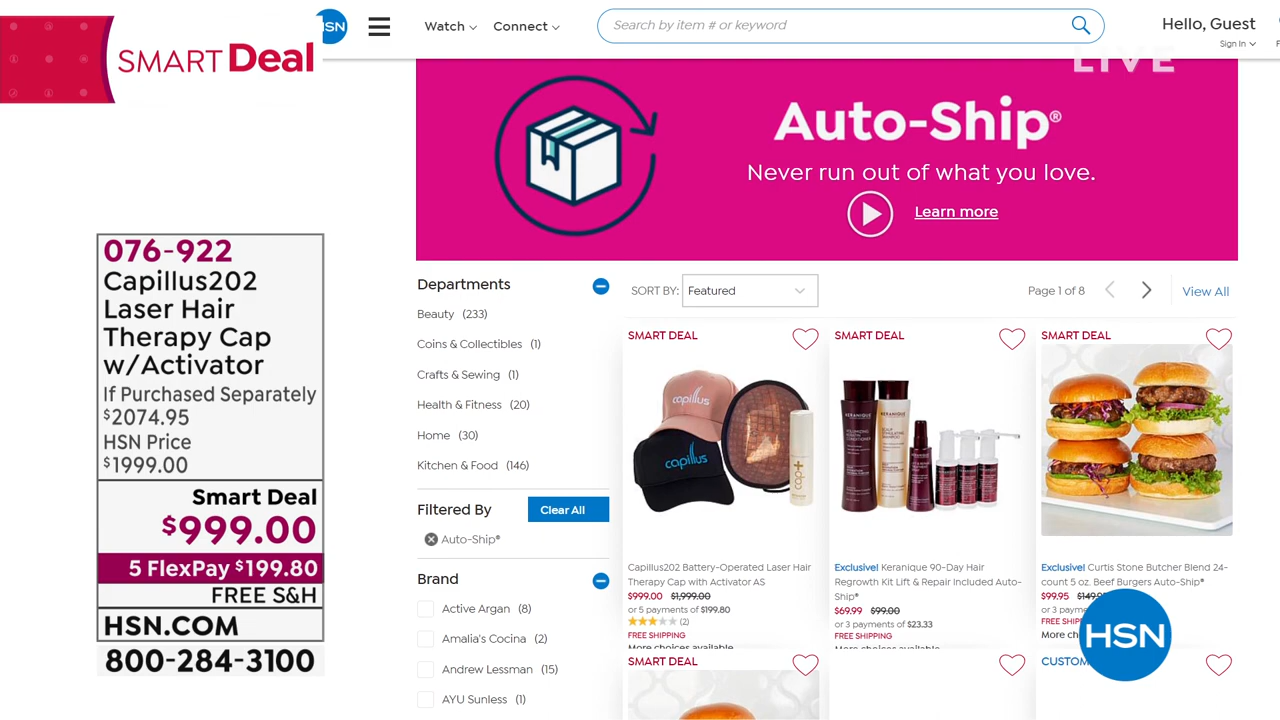 SMART Deal
HSN
Watch
Connect
Search by item # or keyword
Hello, Guest
Sign In
LIVE
Auto-Ship®
Never run out of what you love.
Learn more
076-922
Capillus202
Laser Hair
Therapy Cap
w/Activator
If Purchased Separately
$2074.95
HSN Price
$1999.00
Smart Deal
$999.00
5 FlexPay $199.80
FREE S&H
HSN.COM
800-284-3100
Departments
Beauty (233)
Coins & Collectibles (1)
Crafts & Sewing (1)
Health & Fitness (20)
Home (30)
Kitchen & Food (146)
Filtered By
Clear All
Auto-Ship®
Brand
Active Argan (8)
Amalia's Cocina (2)
Andrew Lessman (15)
AYU Sunless (1)
SORT BY: Featured
Page 1 of 8
View All
SMART DEAL
capillus
capillus
cap+
Capillus202 Battery-Operated Laser Hair
Therapy Cap with Activator AS
$999.00 $1,999.00
or 5 payments of $199.80
(2)
FREE SHIPPING
More choices available
SMART DEAL
KERANIQUE
KERANIQUE
Exclusive! Keranique 90-Day Hair
Regrowth Kit Lift & Repair Included Auto-
Ship®
$69.99 $99.00
or 3 payments of $23.33
FREE SHIPPING
More choices available
SMART DEAL
Exclusive! Curtis Stone Butcher Blend 24-
count 5 oz. Beef Burgers Auto-Ship®
$99.95
or 3
FREE
More
HSN
SMART DEAL